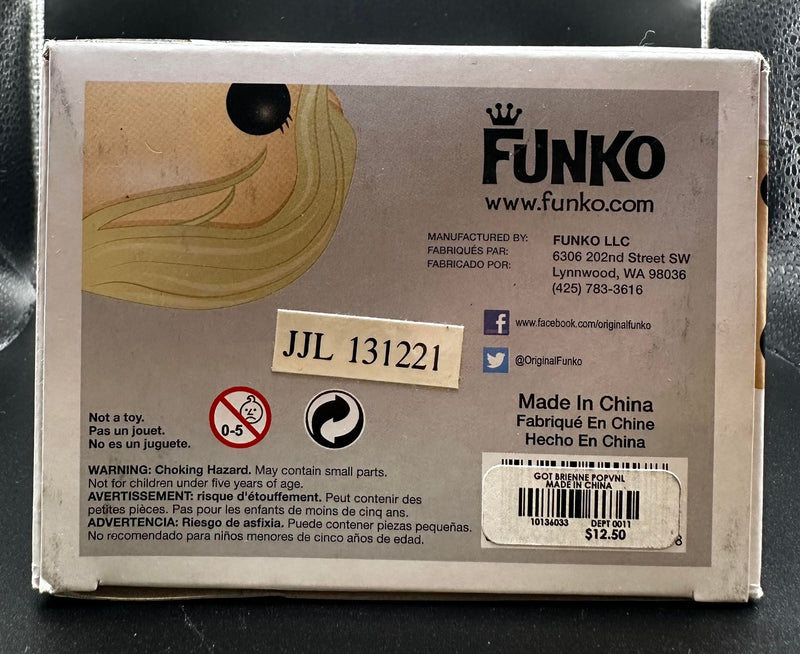 FUNKO
www.funko.com
MANUFACTURED BY:
FABRIQUÉS PAR:
FABRICADO POR:
FUNKO LLC
6306 202nd Street SW
Lynnwood, WA 98036
(425) 783-3616
www.facebook.com/originalfunko
@OriginalFunko
JJL 131221
Not a toy.
Pas un jouet.
No es un juguete.
0-5
Made In China
Fabriqué En Chine
Hecho En China
WARNING: Choking Hazard. May contain small parts.
Not for children under five years of age.
AVERTISSEMENT: risque d'étouffement. Peut contenir des
petites pièces. Pas pour les enfants de moins de cinq ans.
ADVERTENCIA: Riesgo de asfixia. Puede contener piezas pequeñas.
No recomendado para niños menores de cinco años de edad.
GOT BRIENNE POPVNL
MADE IN CHINA
10136033 DEPT 0011
$12.50
8